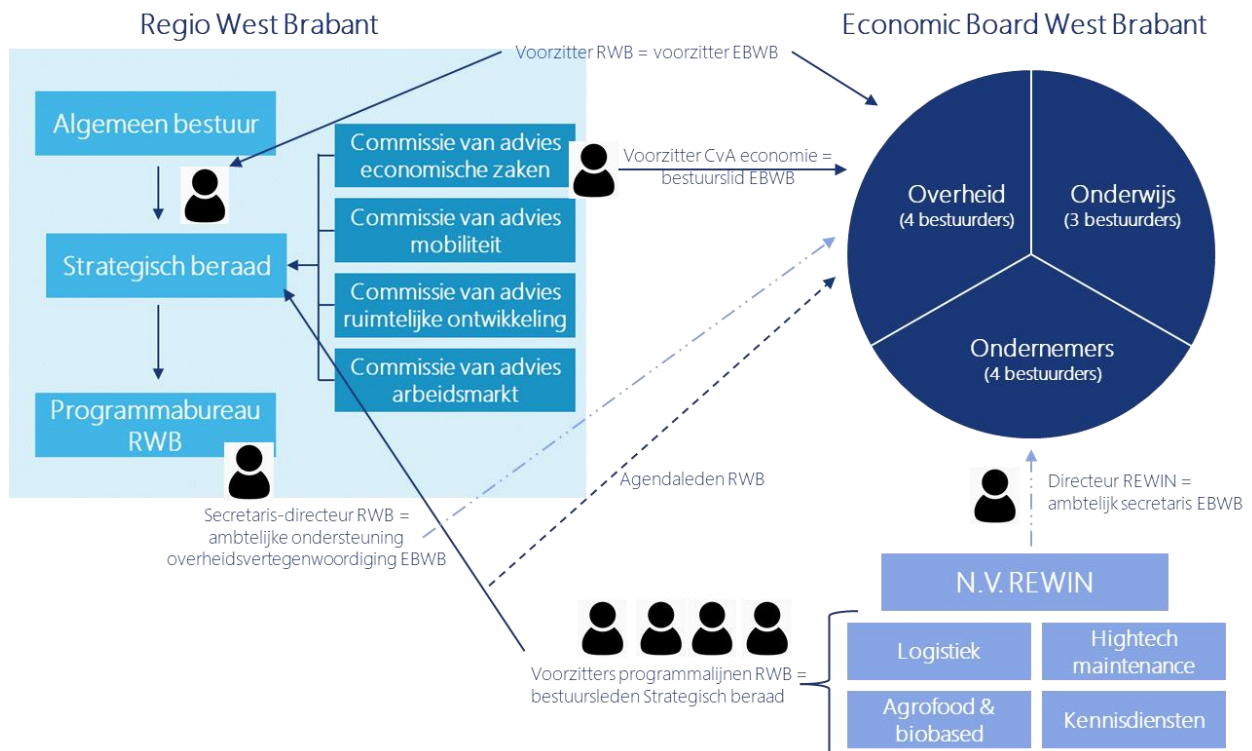 Regio West Brabant
Economic Board West Brabant
Voorzitter RWB = voorzitter EBWB
Algemeen bestuur
Strategisch beraad
Programmabureau
RWB
Commissie van advies
economische zaken
Commissie van advies
mobiliteit
Commissie van advies
ruimtelijke ontwikkeling
Commissie van advies
arbeidsmarkt
Voorzitter CvA economie =
bestuurslid EBWB
Overheid
(4 bestuurders)
Onderwijs
(3 bestuurders)
Ondernemers
(4 bestuurders)
Agendaleden RWB
Secretaris-directeur RWB =
ambtelijke ondersteuning
overheidsvertegenwoordiging EBWB
Directeur REWIN =
ambtelijk secretaris EBWB
N.V. REWIN
Voorzitters programmalijnen RWB =
bestuursleden Strategisch beraad
Logistiek
Hightech
maintenance
Agrofood &
biobased
Kennisdiensten